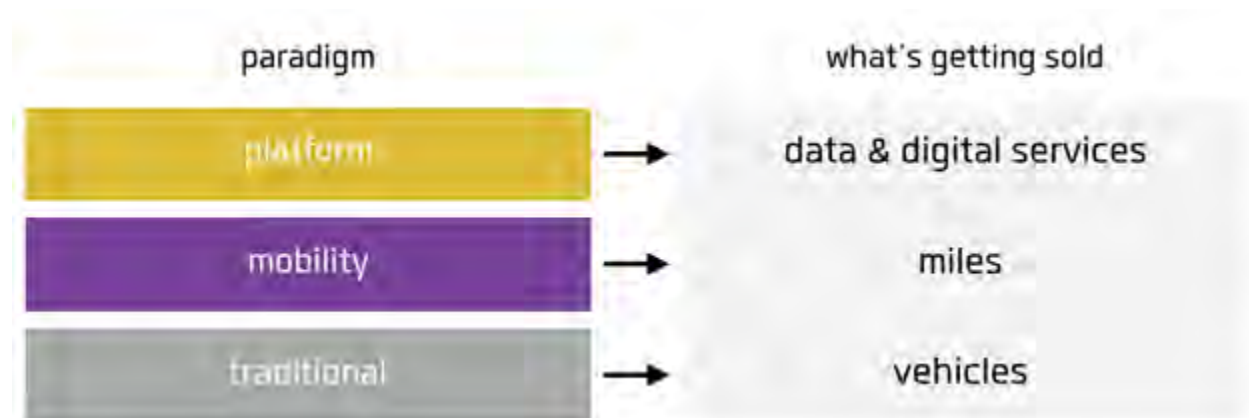 paradigm what's getting sold
platform data & digital services
mobility miles
traditional vehicles